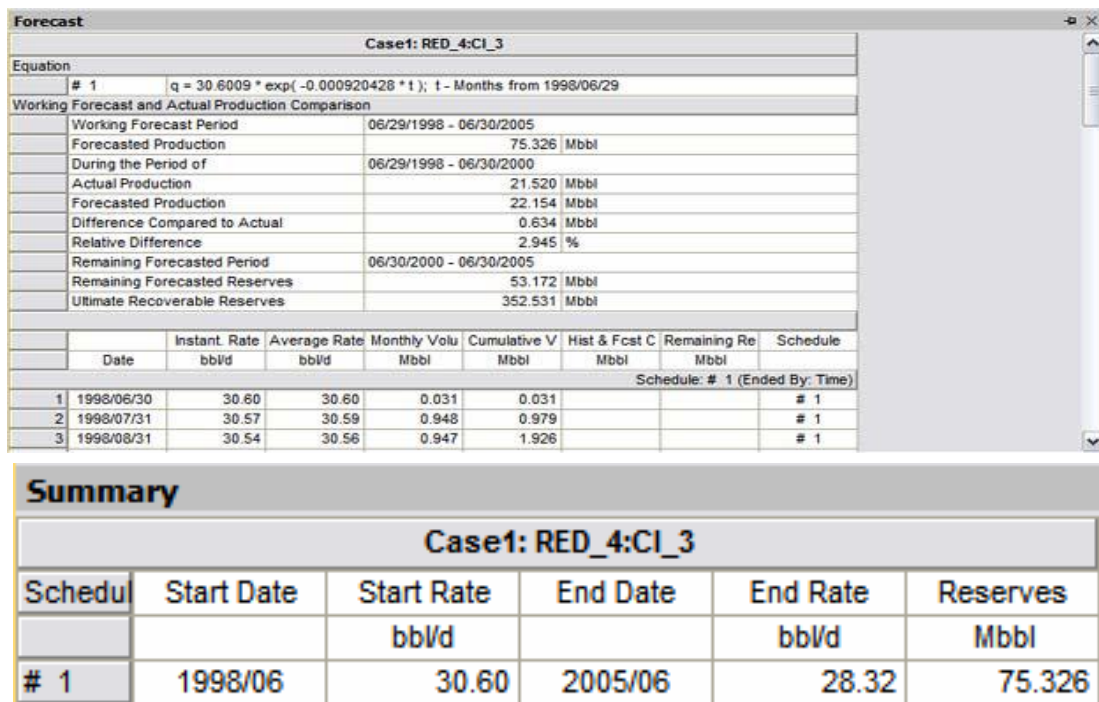 Forecast
Case1: RED_4:CI_3
Equation
# 1 q = 30.6009 * exp( -0.000920428 * t ); t - Months from 1998/06/29
Working Forecast and Actual Production Comparison
Working Forecast Period 06/29/1998 - 06/30/2005
Forecasted Production 75.326 Mbbl
During the Period of 06/29/1998 - 06/30/2000
Actual Production 21.520 Mbbl
Forecasted Production 22.154 Mbbl
Difference Compared to Actual 0.634 Mbbl
Relative Difference 2.945 %
Remaining Forecasted Period 06/30/2000 - 06/30/2005
Remaining Forecasted Reserves 53.172 Mbbl
Ultimate Recoverable Reserves 352.531 Mbbl
Instant. Rate Average Rate Monthly Volu Cumulative V Hist & Fcst C Remaining Re Schedule
Date bbl/d bbl/d Mbbl Mbbl Mbbl Mbbl
Schedule: # 1 (Ended By: Time)
1 1998/06/30 30.60 30.60 0.031 0.031 # 1
2 1998/07/31 30.57 30.59 0.948 0.979 # 1
3 1998/08/31 30.54 30.56 0.947 1.926 # 1
Summary
Case1: RED_4:CI_3
Schedul Start Date Start Rate End Date End Rate Reserves
bbl/d bbl/d Mbbl
# 1 1998/06 30.60 2005/06 28.32 75.326